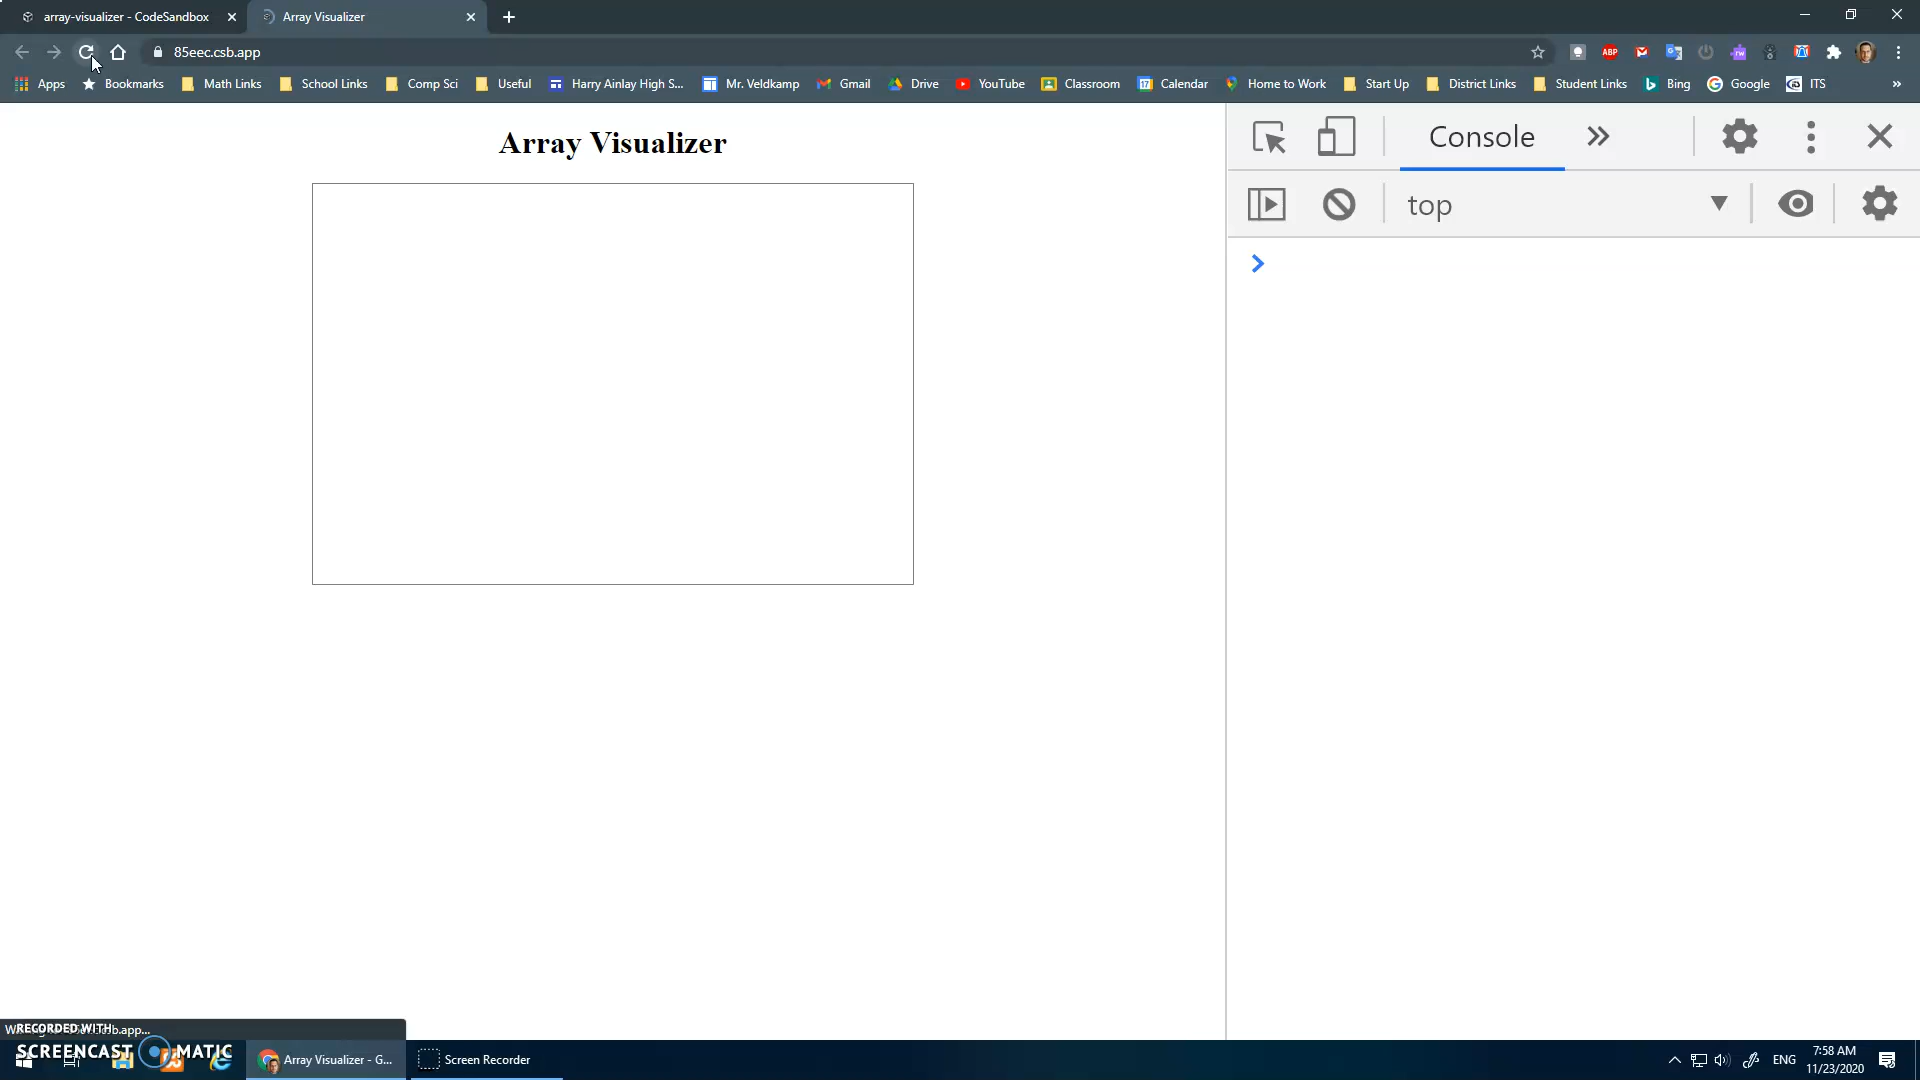 array-visualizer - CodeSandbox
Array Visualizer
85eec.csb.app
Apps Bookmarks Math Links School Links Comp Sci Useful Harry Ainlay High S... Mr. Veldkamp Gmail Drive YouTube Classroom Calendar Home to Work Start Up District Links Student Links Bing Google ITS »
Array Visualizer
Console
top
RECORDED WITH
SCREENCAST MATIC
Array Visualizer - G...
Screen Recorder
ENG
7:58 AM
11/23/2020
ABP